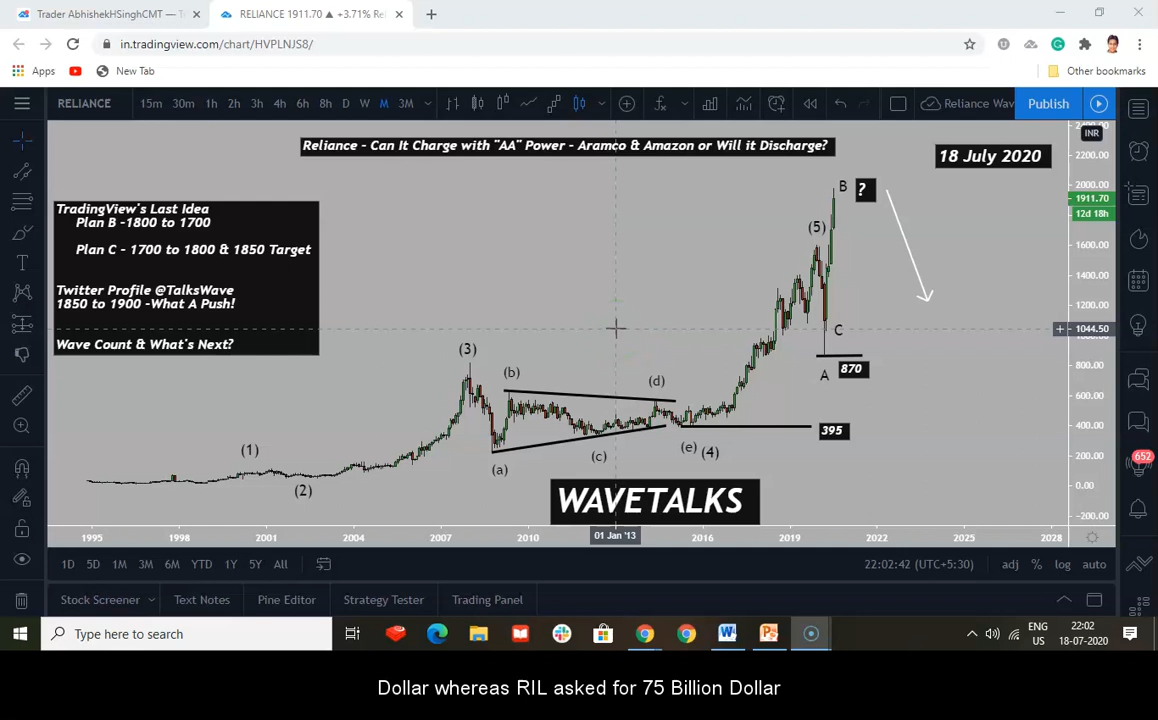 Trader AbhishekHSinghCMT — T
RELIANCE 1911.70 ▲ +3.71% Rel
in.tradingview.com/chart/HVPLNJS8/
Apps
New Tab
Other bookmarks
RELIANCE 15m 30m 1h 2h 3h 4h 6h 8h D W M 3M
Reliance Wav
Publish
Reliance - Can It Charge with "AA" Power - Aramco & Amazon or Will it Discharge?
18 July 2020
INR
2400.00
2200.00
2000.00
1911.70
12d 18h
1600.00
1400.00
1200.00
1044.50
1000.00
800.00
600.00
400.00
200.00
0.00
-200.00
TradingView's Last Idea
Plan B -1800 to 1700
Plan C - 1700 to 1800 & 1850 Target
Twitter Profile @TalksWave
1850 to 1900 -What A Push!
Wave Count & What's Next?
B ?
(5)
C
A 870
(3)
(b)
(d)
395
(e) (4)
(1)
(a)
(c)
(2)
WAVETALKS
652
1995 1998 2001 2004 2007 2010 01 Jan '13 2016 2019 2022 2025 2028
1D 5D 1M 3M 6M YTD 1Y 5Y All
22:02:42 (UTC+5:30) adj % log auto
Stock Screener Text Notes Pine Editor Strategy Tester Trading Panel
Type here to search
ENG
US
22:02
18-07-2020
Dollar whereas RIL asked for 75 Billion Dollar